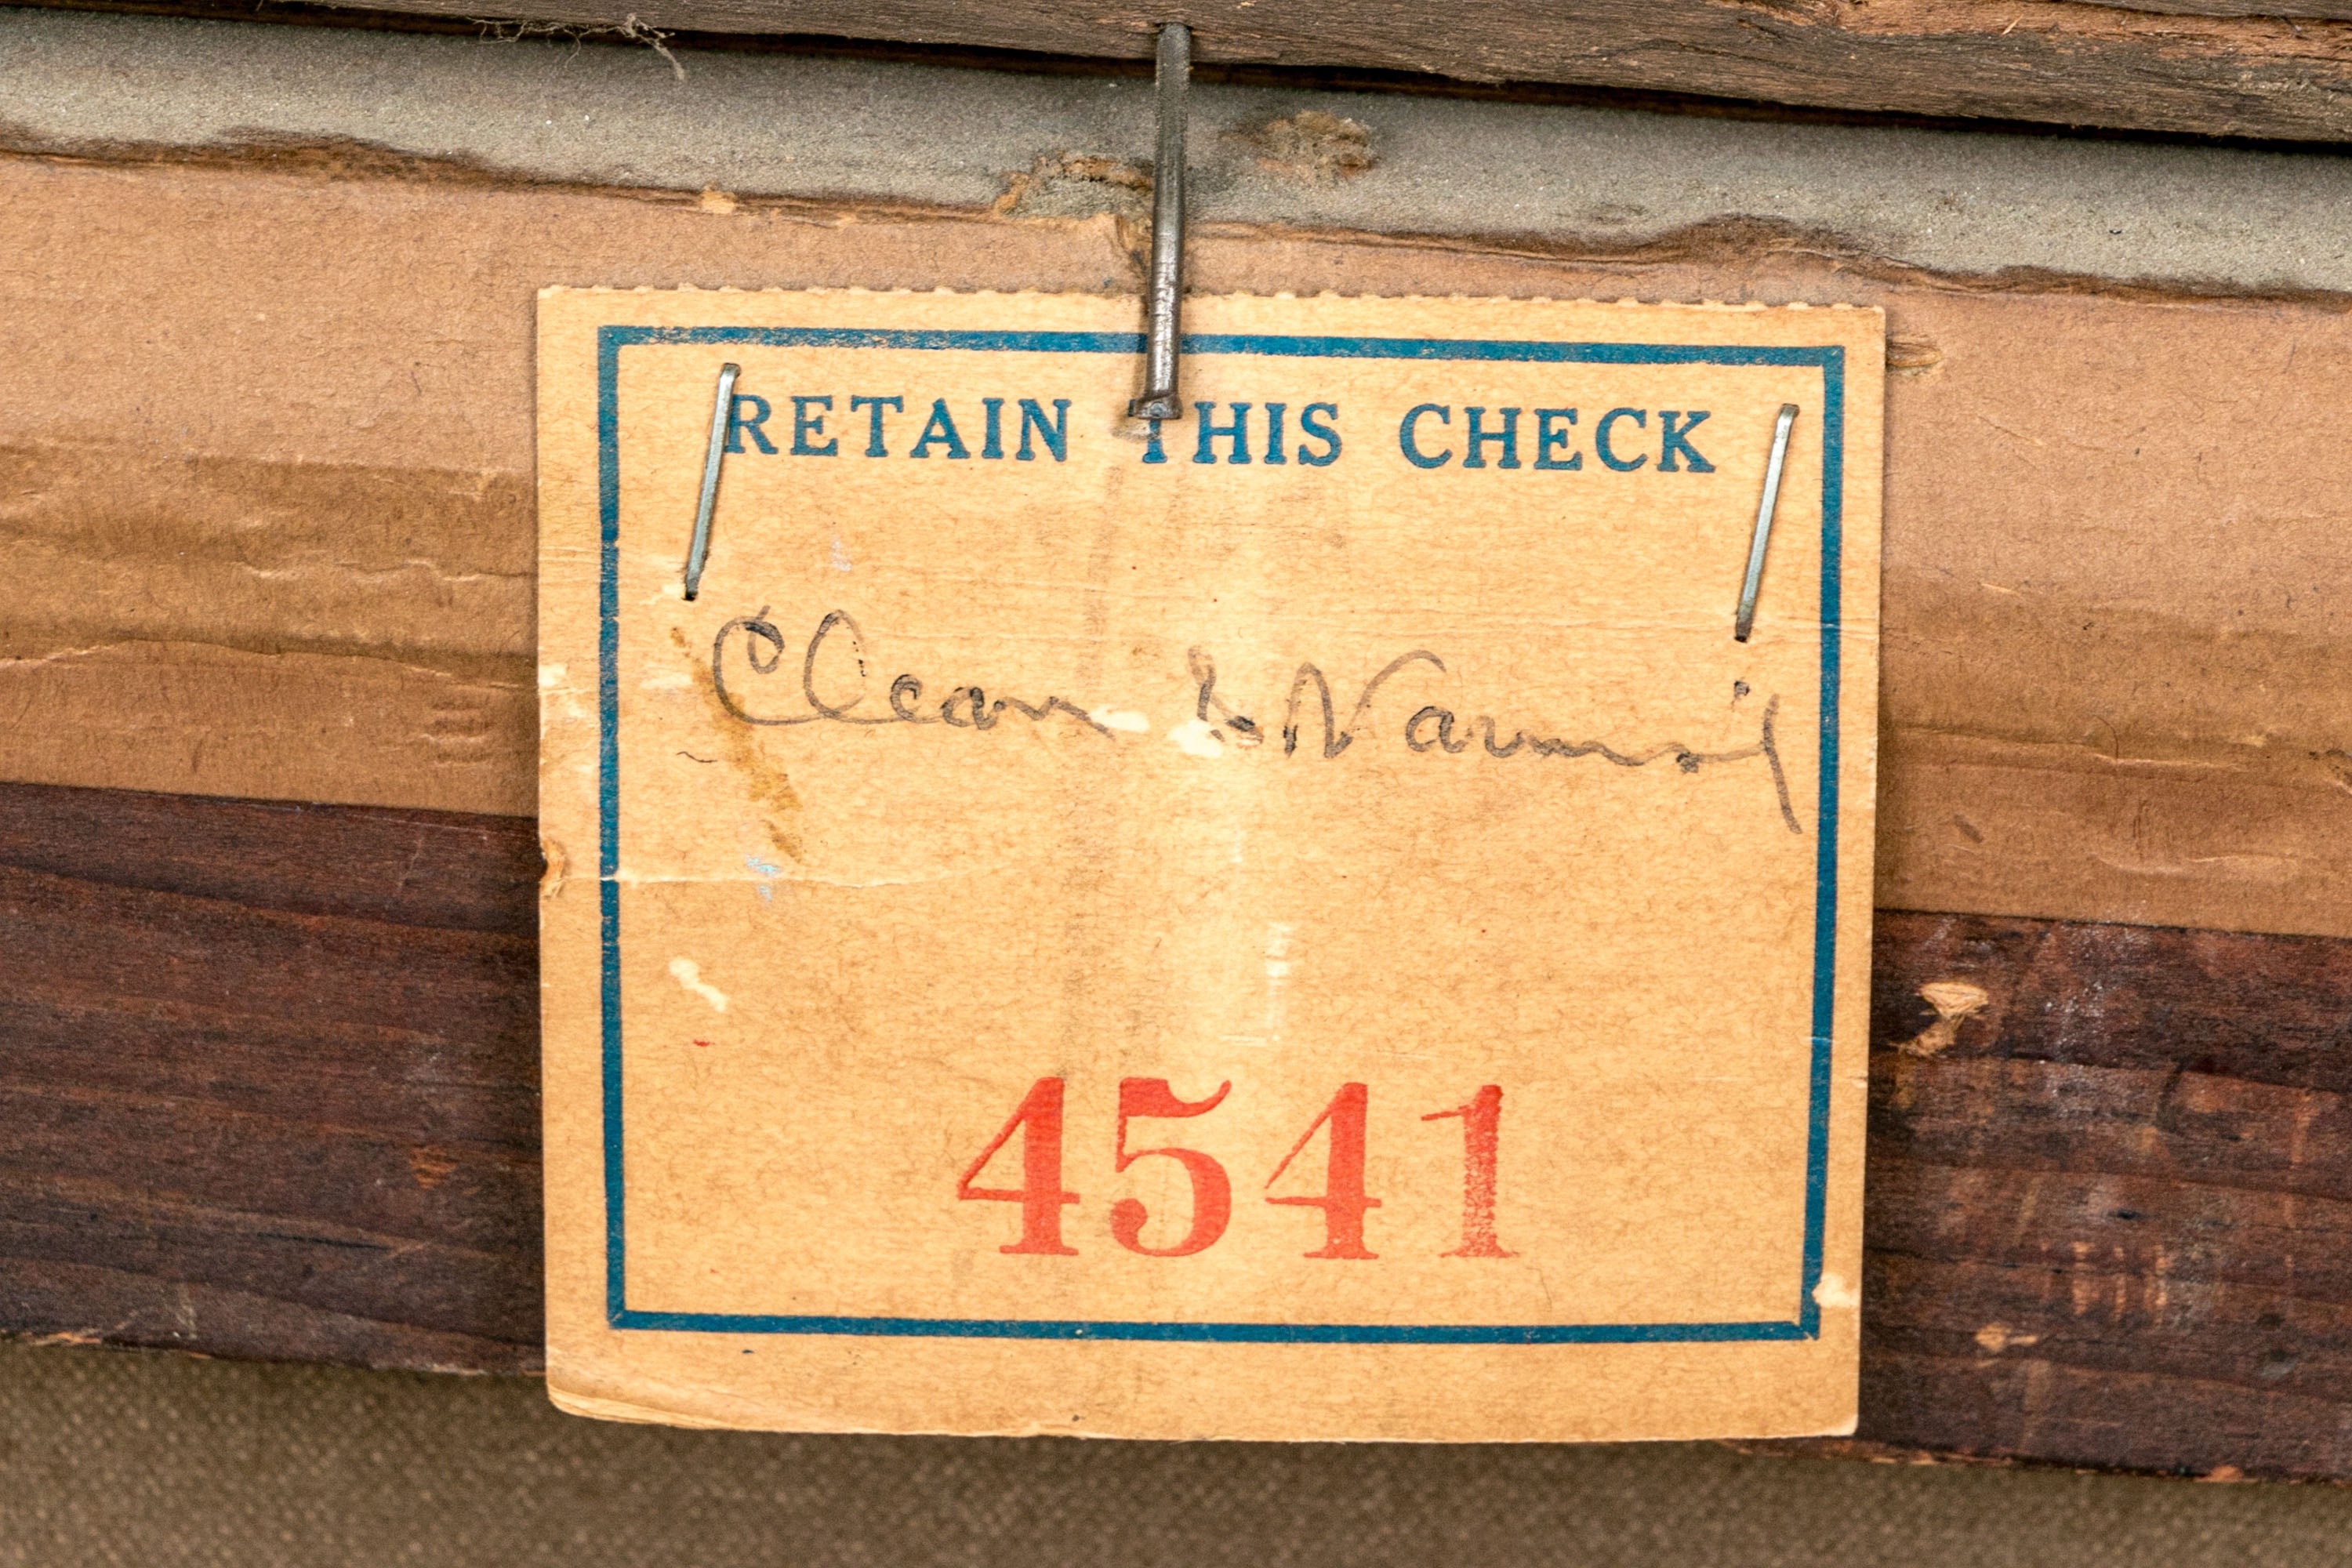 RETAIN THIS CHECK
Clean & Varnish
4541